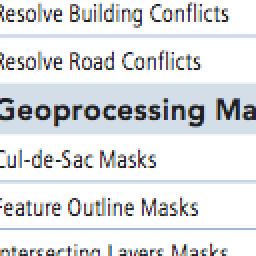 Resolve Building Conflicts
Resolve Road Conflicts
Geoprocessing Ma
Cul-de-Sac Masks
Feature Outline Masks
Intersecting Layers Masks